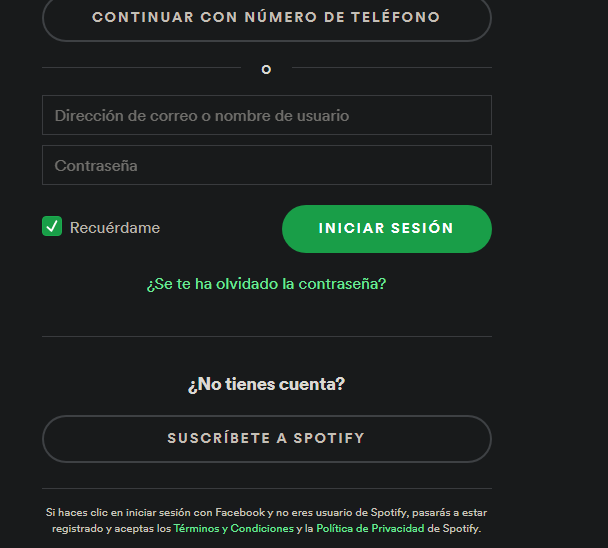 CONTINUAR CON NÚMERO DE TELÉFONO
o
Dirección de correo o nombre de usuario
Contraseña
Recuérdame
INICIAR SESIÓN
¿Se te ha olvidado la contraseña?
¿No tienes cuenta?
SUSCRÍBETE A SPOTIFY
Si haces clic en iniciar sesión con Facebook y no eres usuario de Spotify, pasarás a estar
registrado y aceptas los Términos y Condiciones y la Política de Privacidad de Spotify.